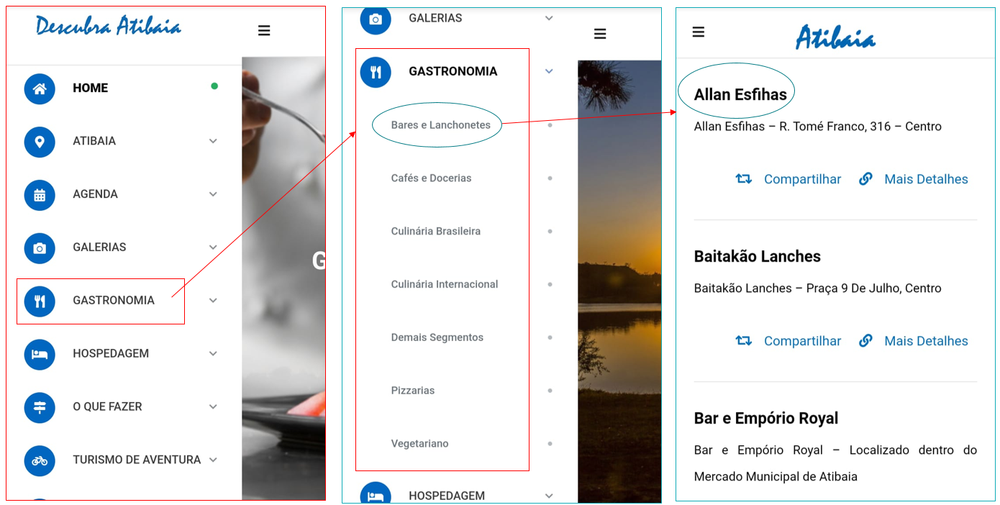 Descubra Atibaia
HOME
ATIBAIA
AGENDA
GALERIAS
GASTRONOMIA
HOSPEDAGEM
O QUE FAZER
TURISMO DE AVENTURA
G
GALERIAS
GASTRONOMIA
Bares e Lanchonetes
Cafés e Docerias
Culinária Brasileira
Culinária Internacional
Demais Segmentos
Pizzarias
Vegetariano
HOSPEDAGEM
Atibaia
Allan Esfihas
Allan Esfihas – R. Tomé Franco, 316 – Centro
Compartilhar Mais Detalhes
Baitakão Lanches
Baitakão Lanches – Praça 9 De Julho, Centro
Compartilhar Mais Detalhes
Bar e Empório Royal
Bar e Empório Royal – Localizado dentro do
Mercado Municipal de Atibaia